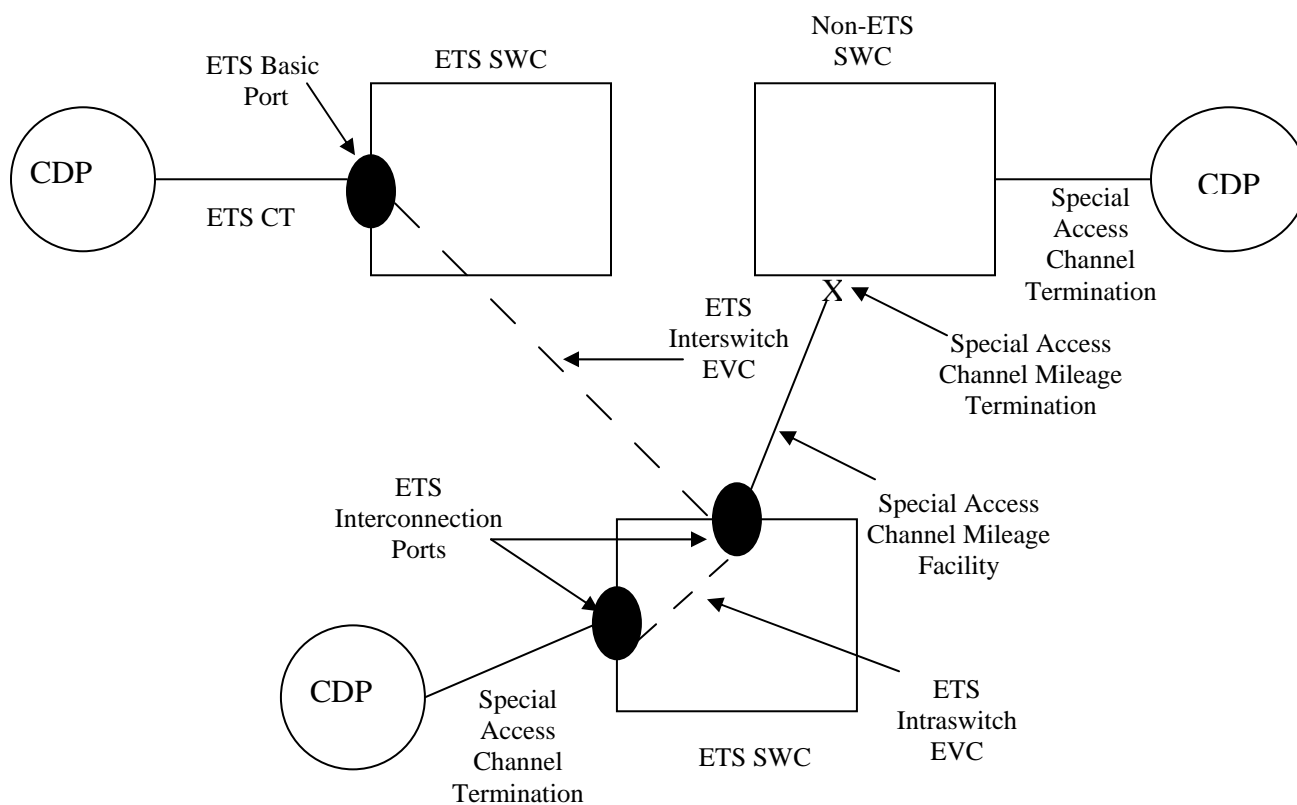 Non-ETS
SWC
ETS SWC
ETS Basic
Port
CDP
ETS CT
CDP
Special
Access
Channel
Termination
X
ETS
Interswitch
EVC
Special Access
Channel Mileage
Termination
ETS
Interconnection
Ports
Special Access
Channel Mileage
Facility
CDP
Special
Access
Channel
Termination
ETS SWC
ETS
Intraswitch
EVC